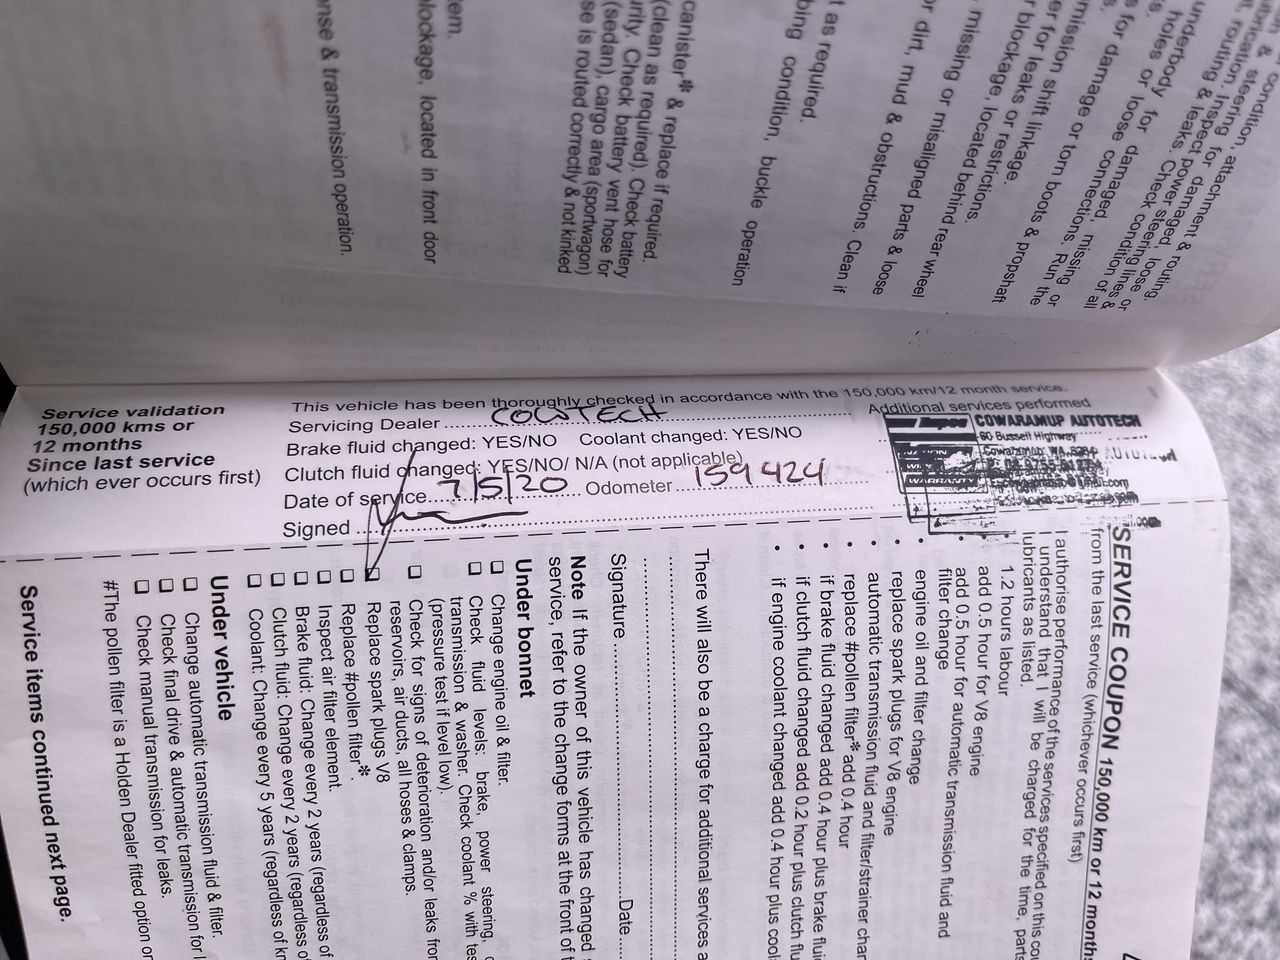 Service validation
150,000 kms or
12 months
Since last service
(which ever occurs first)
This vehicle has been thoroughly checked in accordance with the 150,000 km/12 month service.
Servicing Dealer COWTECH
Additional services performed
Brake fluid changed: YES/NO Coolant changed: YES/NO
Clutch fluid changed: YES/NO/ N/A (not applicable)
Date of service 7/5/20 Odometer 159 424
Signed
COWARAMUP AUTOTECH
60 Bussell Highway
SERVICE COUPON 150,000 km or 12 months
from the last service (whichever occurs first)
I authorise performance of the services specified on this cou
I understand that I will be charged for the time, parts
lubricants as listed.
• 1.2 hours labour
add 0.5 hour for V8 engine
• add 0.5 hour for automatic transmission fluid and
filter change
• engine oil and filter change
• replace spark plugs for V8 engine
• automatic transmission fluid and filter/strainer chan
• replace #pollen filter* add 0.4 hour
• if brake fluid changed add 0.4 hour plus brake flui
• if clutch fluid changed add 0.2 hour plus clutch flu
• if engine coolant changed add 0.4 hour plus cool
There will also be a charge for additional services a
Signature Date
Note If the owner of this vehicle has changed
service, refer to the change forms at the front of t
Under bonnet
❑ Change engine oil & filter.
❑ Check fluid levels: brake, power steering,
transmission & washer. Check coolant % with tes
(pressure test if level low).
❑ Check for signs of deterioration and/or leaks from
resevoirs, air ducts, all hoses & clamps.
❑ Replace spark plugs V8
❑ Replace #pollen filter*.
❑ Inspect air filter element.
❑ Brake fluid: Change every 2 years (regardless of
❑ Clutch fluid: Change every 2 years (regardless o
❑ Coolant: Change every 5 years (regardless of k
Under vehicle
❑ Change automatic transmission fluid & filter.
❑ Check final drive & automatic transmission for l
❑ Check manual transmission for leaks.
#The pollen filter is a Holden Dealer fitted option or
Service items continued next page.
condition, attachment & routing
steering. Inspect for damaged, loose or
routing & leaks. Check condition of all
underbody for damaged, missing or
holes or loose connections. Run the
for damage or torn boots & propshaft
mission shift linkage.
er for leaks or restrictions.
r blockage, located behind rear wheel
missing or misaligned parts & loose
r dirt, mud & obstructions. Clean if
t as required.
bing condition, buckle operation
canister* & replace if required.
(clean as required). Check battery
urity. Check battery vent hose for
(sedan), cargo area (sportwagon)
se is routed correctly & not kinked
tem.
lockage, located in front door
onse & transmission operation.